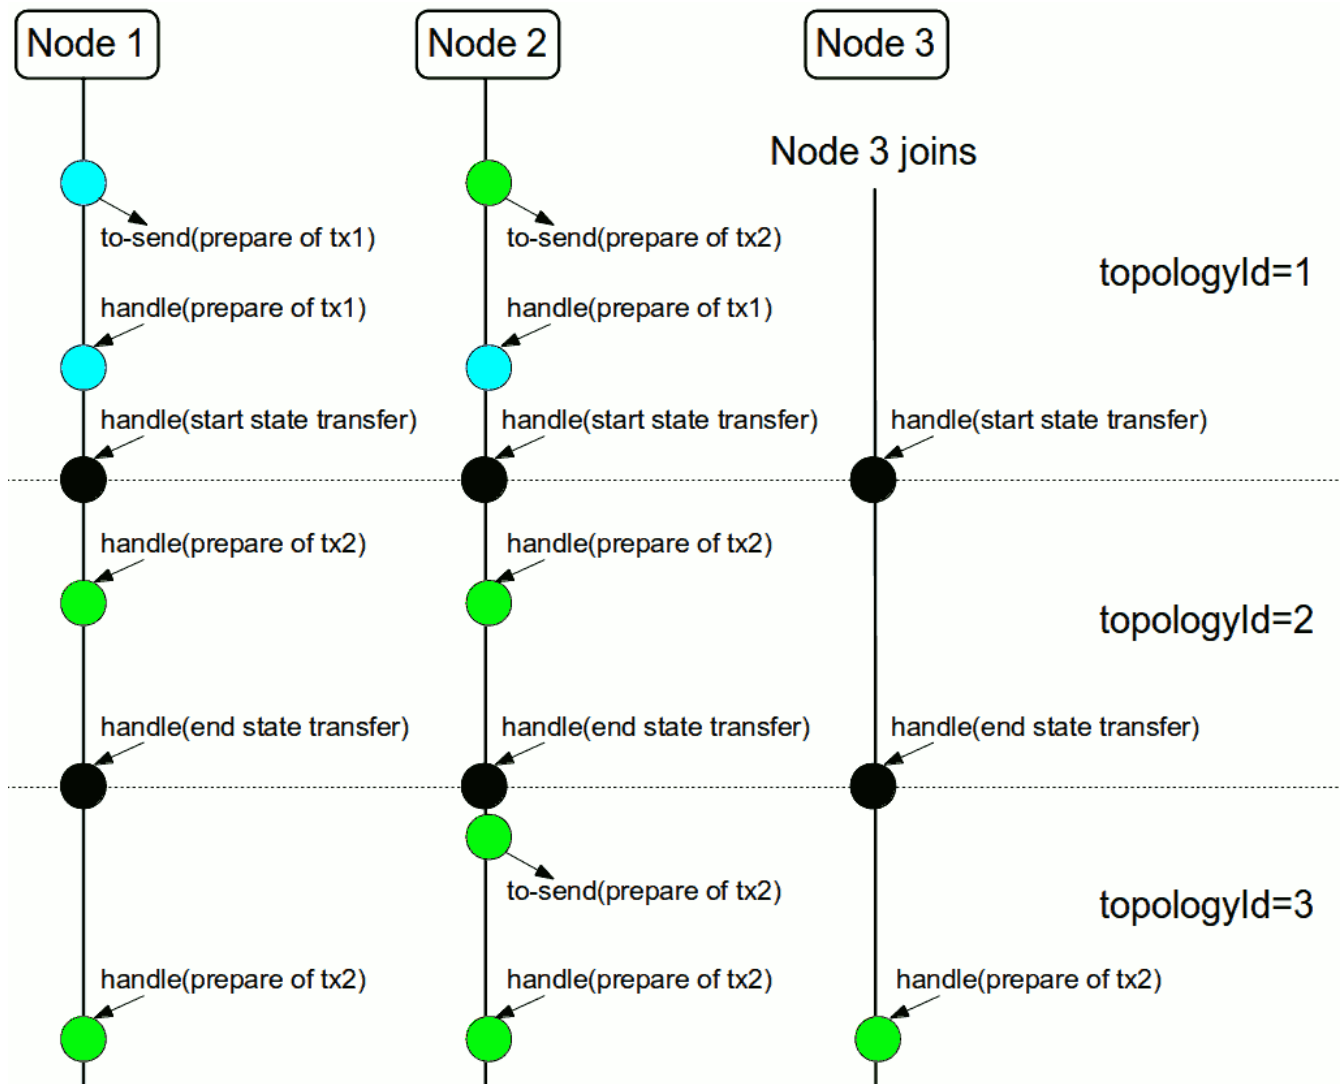 Node 1
Node 2
Node 3
Node 3 joins
to-send(prepare of tx1)
to-send(prepare of tx2)
topologyId=1
handle(prepare of tx1)
handle(prepare of tx1)
handle(start state transfer)
handle(start state transfer)
handle(start state transfer)
handle(prepare of tx2)
handle(prepare of tx2)
topologyId=2
handle(end state transfer)
handle(end state transfer)
handle(end state transfer)
to-send(prepare of tx2)
topologyId=3
handle(prepare of tx2)
handle(prepare of tx2)
handle(prepare of tx2)